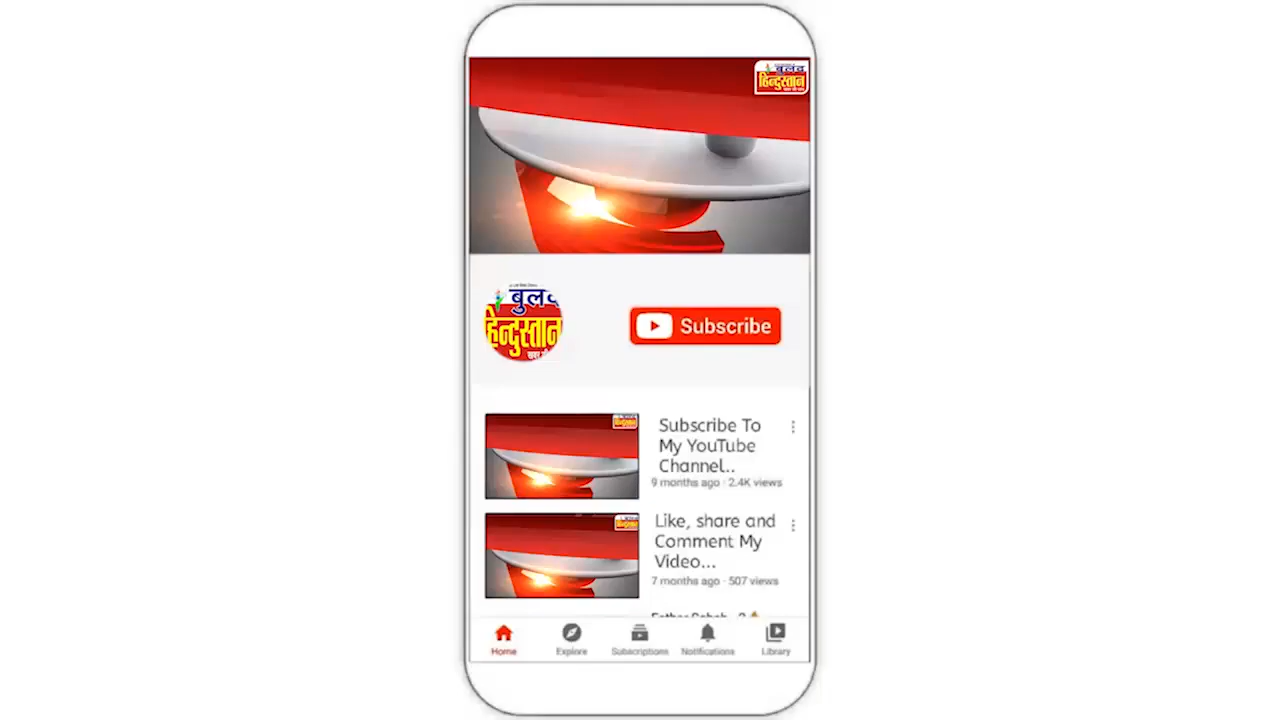 बुलंद
हिन्दुस्तान
बुलंद
हिन्दुस्तान
Subscribe
हिन्दुस्तान
Subscribe To
My YouTube
Channel..
9 months ago · 2.4K views
हिन्दुस्तान
Like, share and
Comment My
Video...
7 months ago · 507 views
Home
Explore
Subscriptions
Notifications
Library